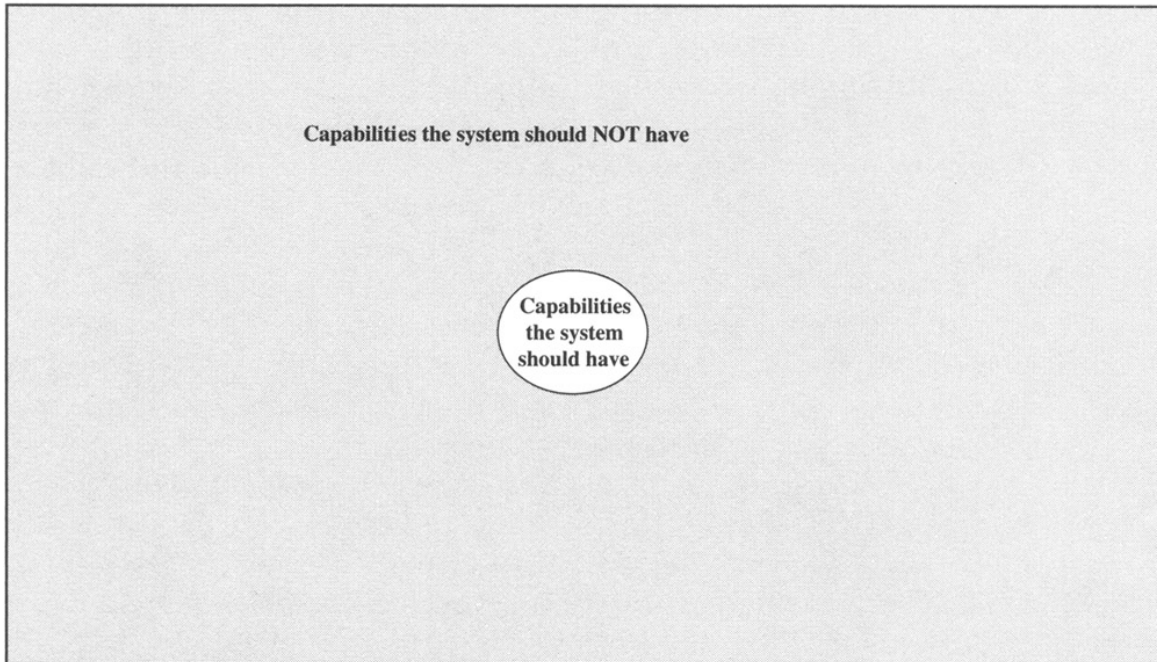 Capabilities the system should NOT have
Capabilities
the system
should have